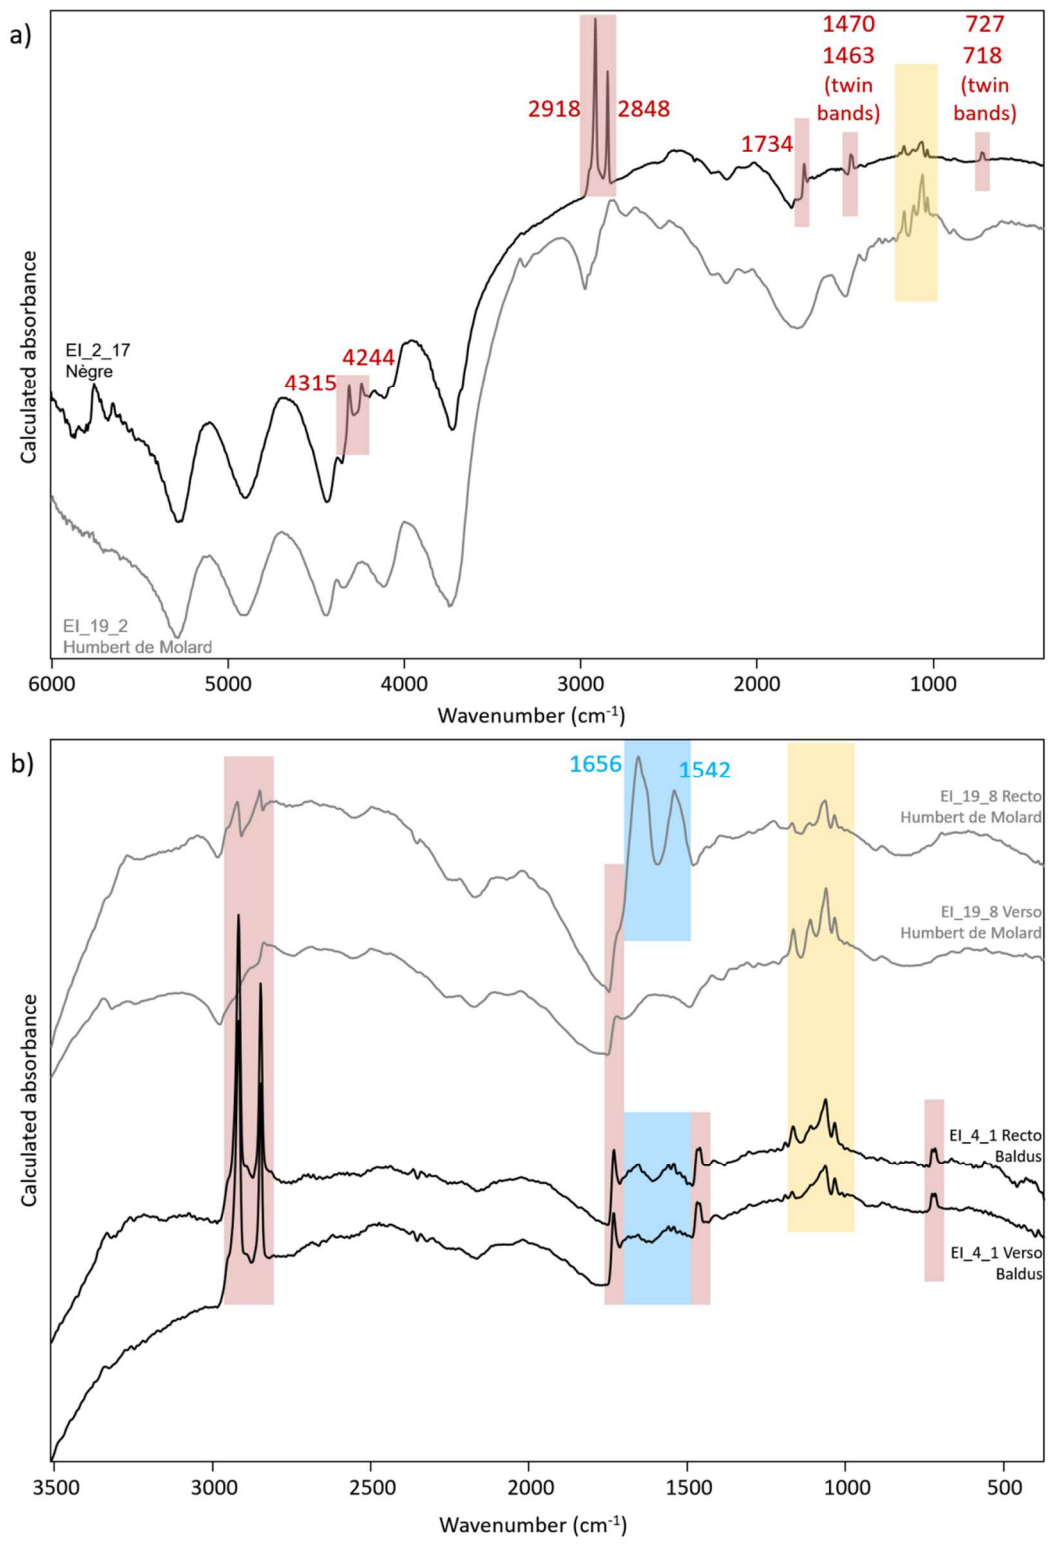 a)
1470
1463
(twin
bands)
727
718
(twin
bands)
2918
2848
1734
Calculated absorbance
EI_2_17
Nègre
4315
4244
EI_19_2
Humbert de Molard
6000 5000 4000 3000 2000 1000
Wavenumber (cm⁻¹)
b)
1656
1542
EI_19_8 Recto
Humbert de Molard
EI_19_8 Verso
Humbert de Molard
Calculated absorbance
EI_4_1 Recto
Baldus
EI_4_1 Verso
Baldus
3500 3000 2500 2000 1500 1000 500
Wavenumber (cm⁻¹)